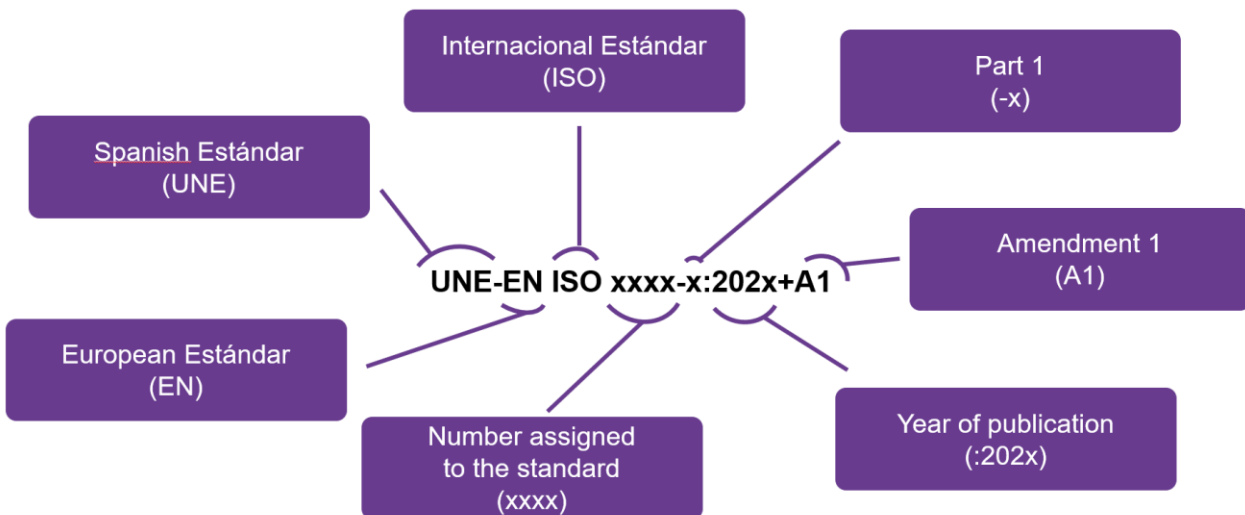 Internacional Estándar
(ISO)
Part 1
(-x)
Spanish Estándar
(UNE)
Amendment 1
(A1)
UNE-EN ISO xxxx-x:202x+A1
European Estándar
(EN)
Number assigned
to the standard
(xxxx)
Year of publication
(:202x)